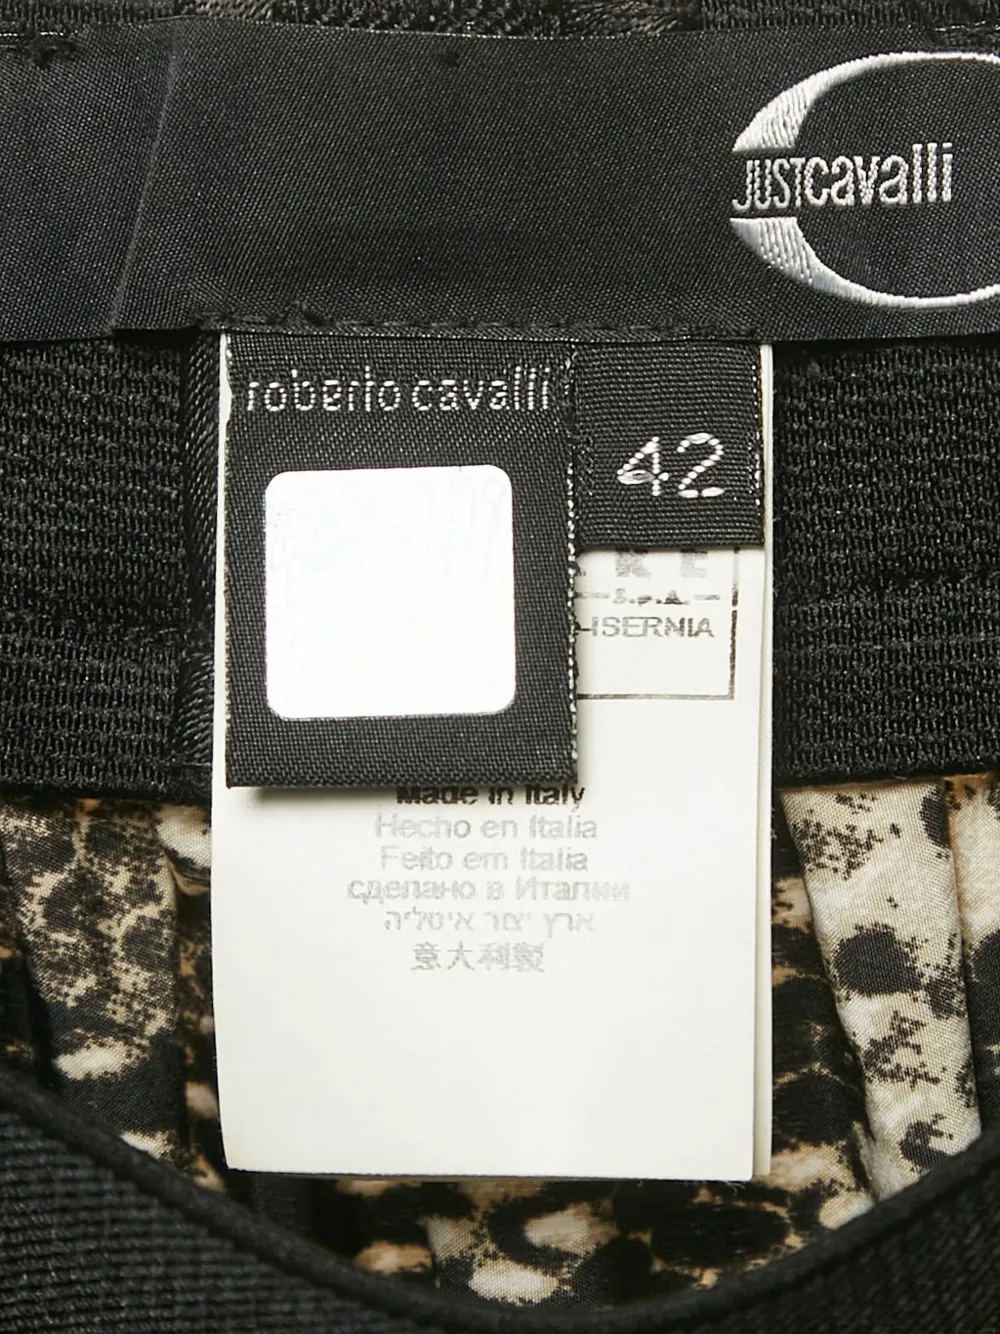 JUSTcavalli
roberto cavalli
42
KE
S.p.A.
ISERNIA
Made in Italy
Hecho en Italia
Feito em Italia
сделано в Италии
ארץ ייצור איטליה
意大利製